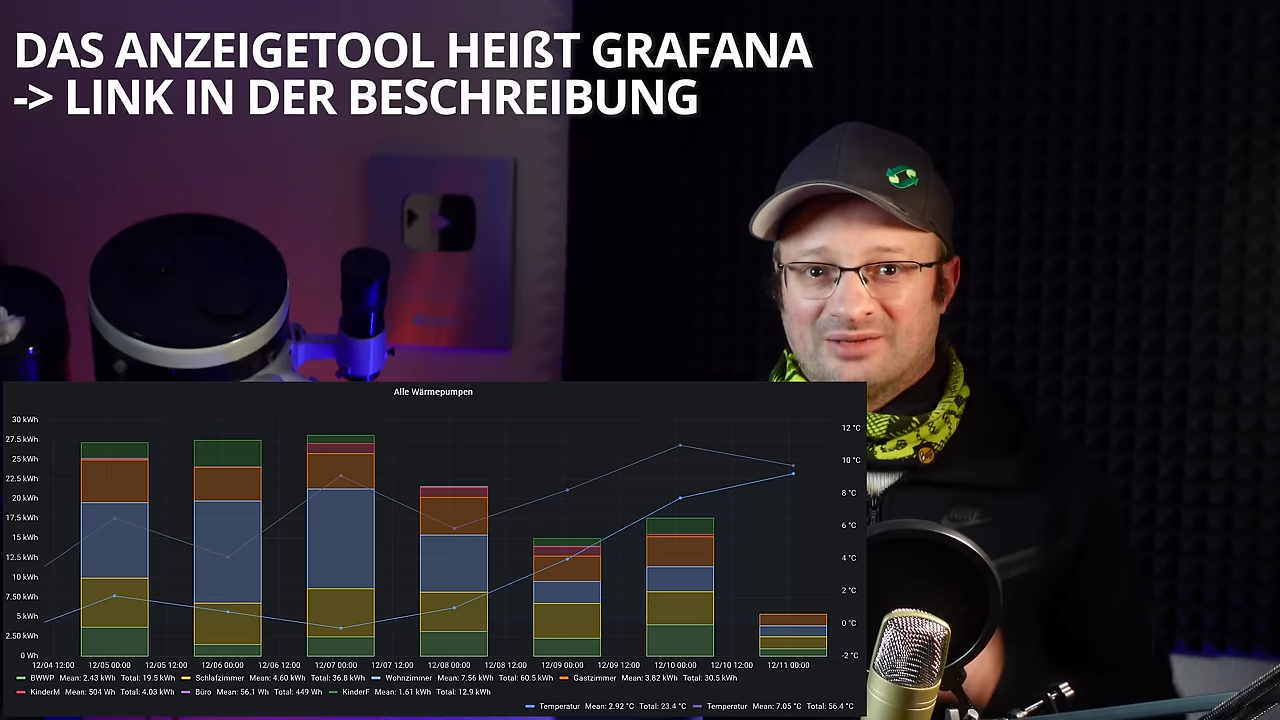 DAS ANZEIGETOOL HEIßT GRAFANA
-> LINK IN DER BESCHREIBUNG
Alle Wärmepumpen
30 kWh
27.5 kWh
25 kWh
22.5 kWh
20 kWh
17.5 kWh
15 kWh
12.5 kWh
10 kWh
7.50 kWh
5 kWh
2.50 kWh
0 Wh
12 °C
10 °C
8 °C
6 °C
4 °C
2 °C
0 °C
-2 °C
12/04 12:00 12/05 00:00 12/05 12:00 12/06 00:00 12/06 12:00 12/07 00:00 12/07 12:00 12/08 00:00 12/08 12:00 12/09 00:00 12/09 12:00 12/10 00:00 12/10 12:00 12/11 00:00
BWWP Mean: 2.43 kWh Total: 19.5 kWh Schlafzimmer Mean: 4.60 kWh Total: 36.8 kWh Wohnzimmer Mean: 7.56 kWh Total: 60.5 kWh Gastzimmer Mean: 3.82 kWh Total: 30.5 kWh
KinderM Mean: 504 Wh Total: 4.03 kWh Büro Mean: 56.1 Wh Total: 449 Wh KinderF Mean: 1.61 kWh Total: 12.9 kWh
Temperatur Mean: 2.92 °C Total: 23.4 °C Temperatur Mean: 7.05 °C Total: 56.4 °C